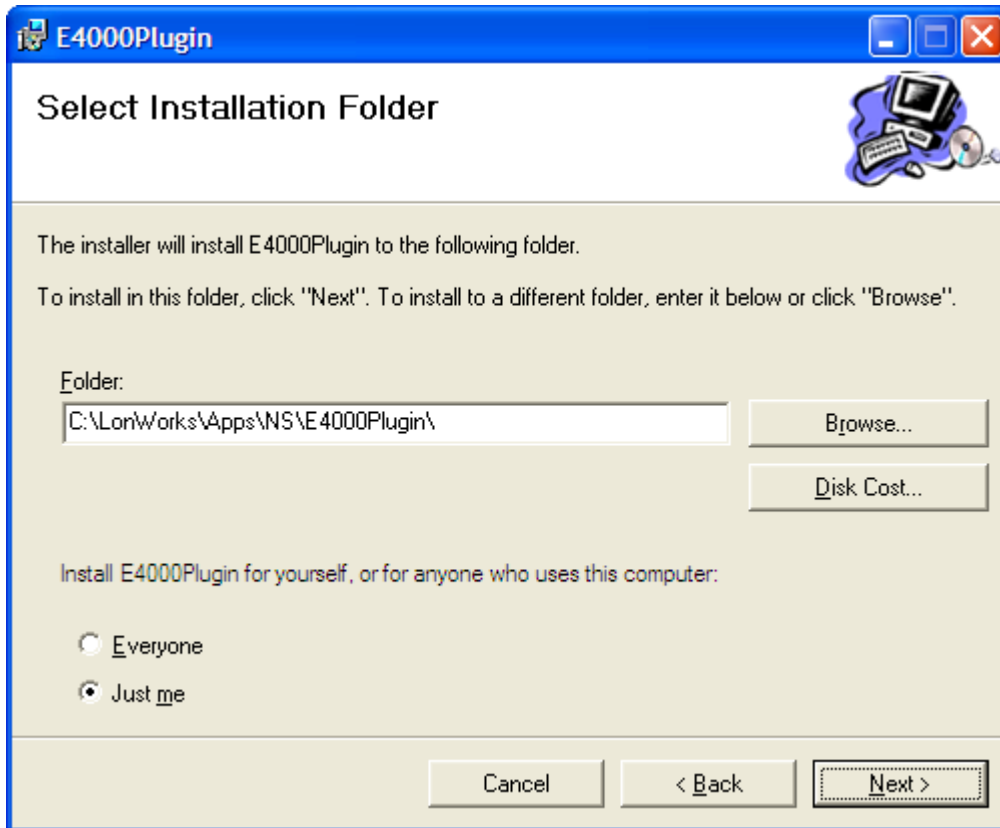 E4000Plugin
Select Installation Folder
The installer will install E4000Plugin to the following folder.
To install in this folder, click "Next". To install to a different folder, enter it below or click "Browse".
Folder:
C:\LonWorks\Apps\NS\E4000Plugin\
Browse...
Disk Cost...
Install E4000Plugin for yourself, or for anyone who uses this computer:
Everyone
Just me
Cancel
< Back
Next >